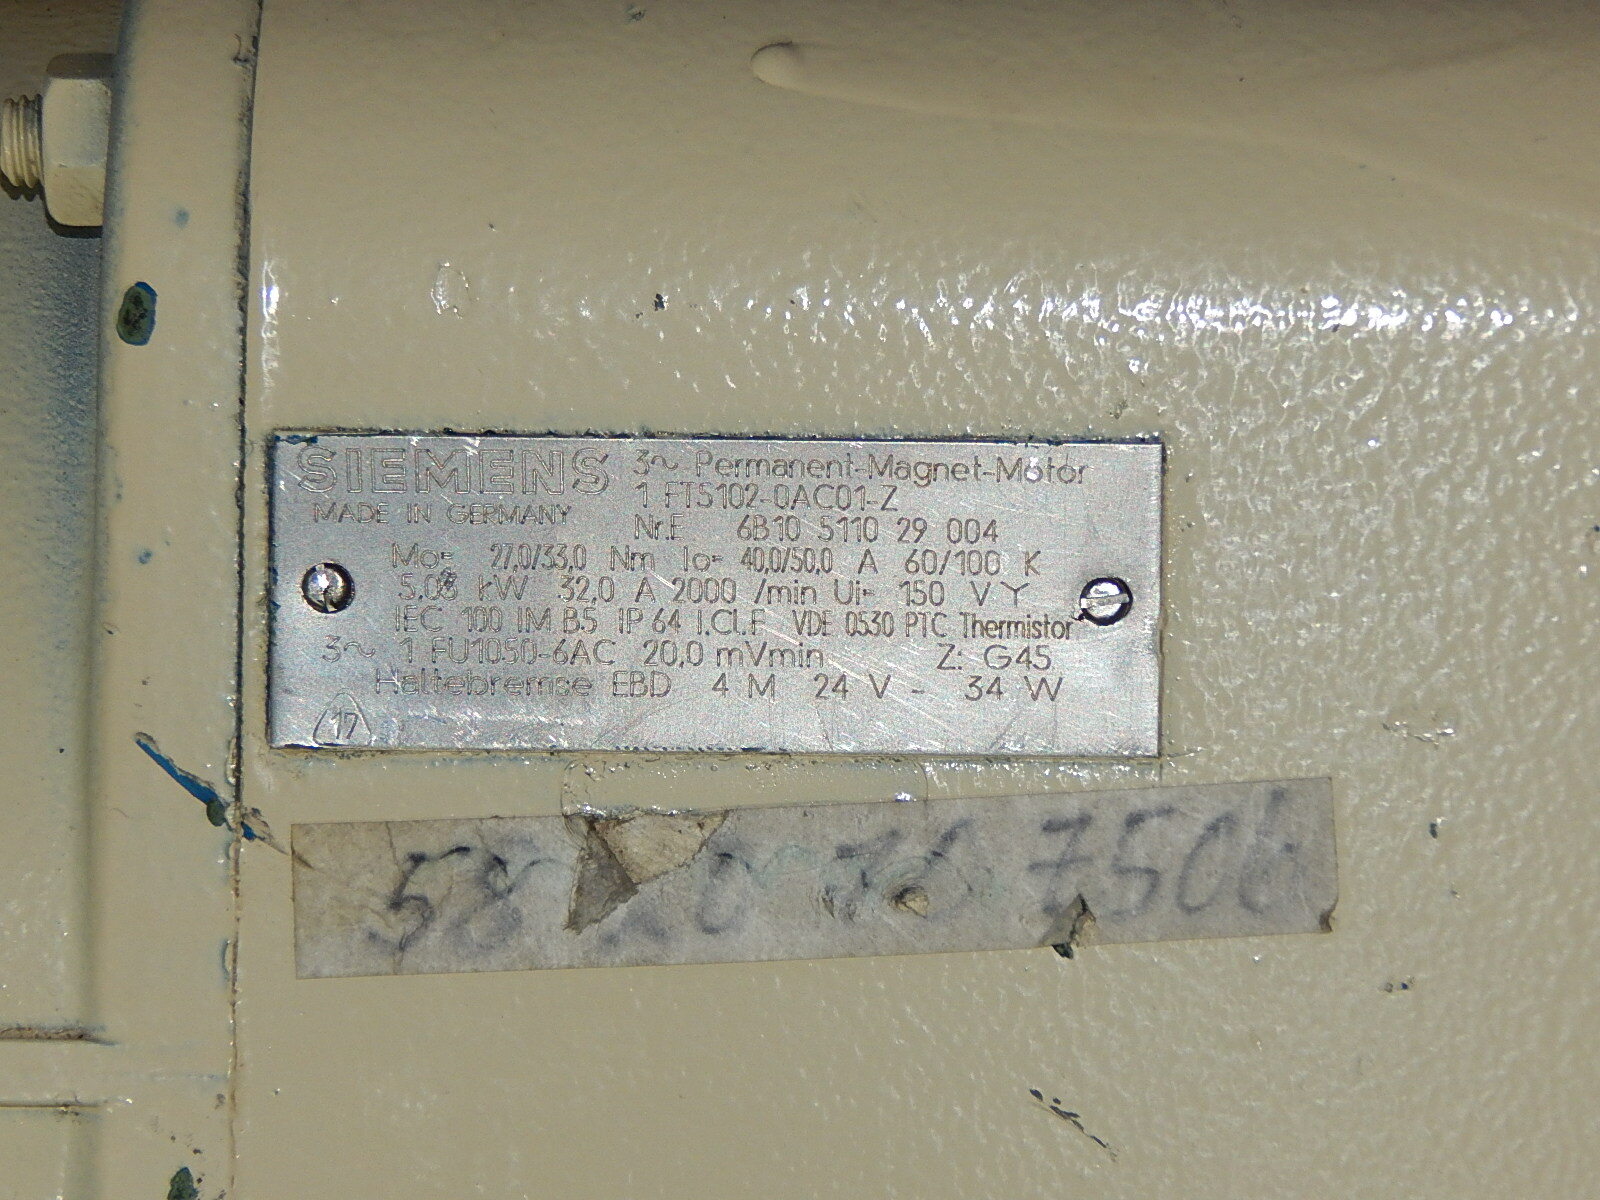 SIEMENS 3~ Permanent-Magnet-Motor
1 FT5102-0AC01-Z
MADE IN GERMANY
Nr.E 6B10 5110 29 004
Mo= 27,0/33,0 Nm Io= 40,0/50,0 A 60/100 K
kW 32,0 A 2000 /min Ui= 150 V Y
IEC 100 IM B5 IP 64 I.Cl.F VDE 0530 PTC Thermistor
3~ 1 FU1050-6AC 20,0 mVmin Z: G45
Haltebremse EBD 4 M 24 V - 34 W
17
7506